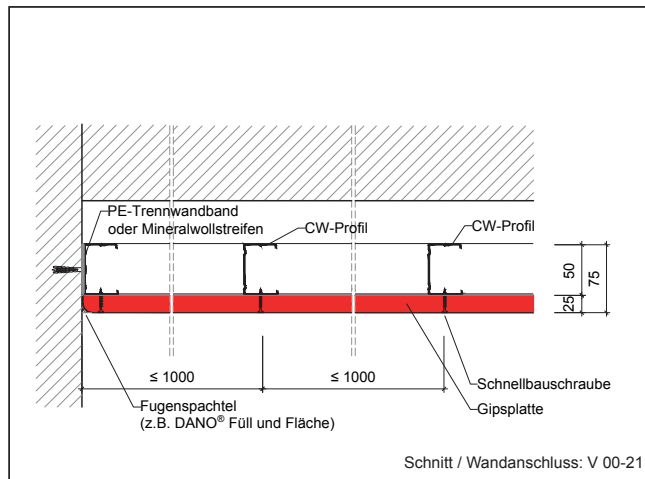 PE-Trennwandband
oder Mineralwollstreifen
CW-Profil
CW-Profil
50
75
25
≤ 1000
≤ 1000
Schnellbauschraube
Gipsplatte
Fugenspachtel
(z.B. DANO® Füll und Fläche)
Schnitt / Wandanschluss: V 00-21